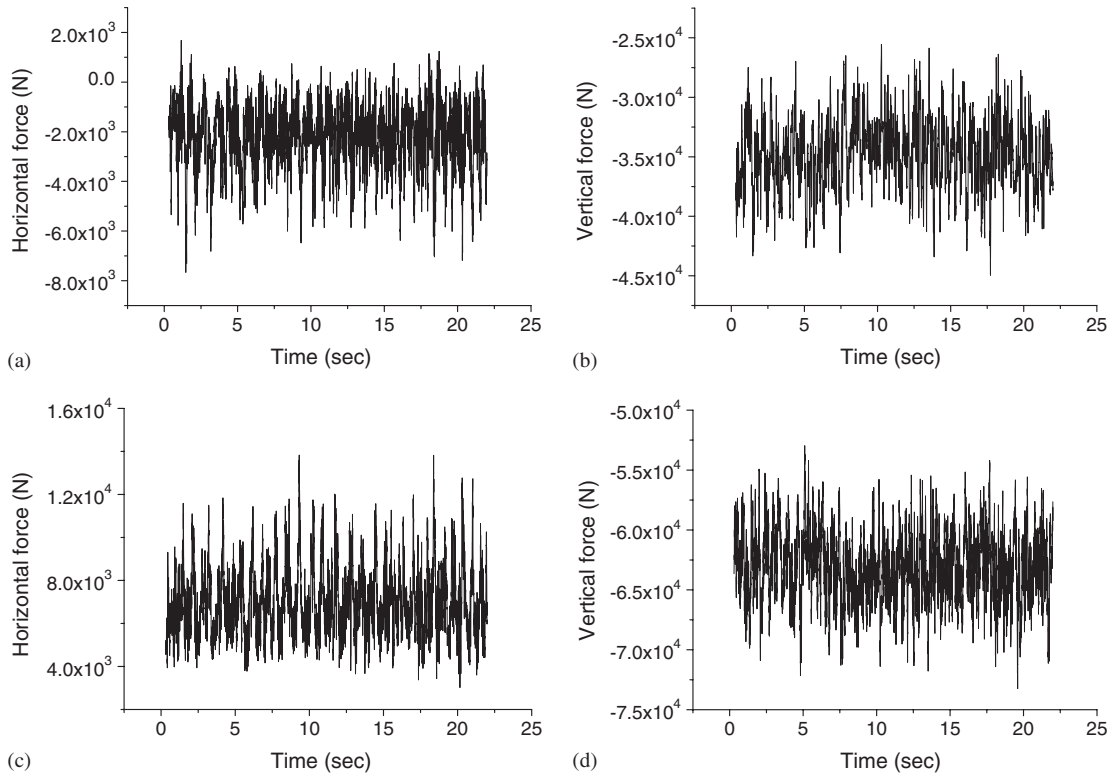 2.0x10³
0.0
-2.0x10³
-4.0x10³
-6.0x10³
-8.0x10³
Horizontal force (N)
0 5 10 15 20 25
Time (sec)
(a)
-2.5x10⁴
-3.0x10⁴
-3.5x10⁴
-4.0x10⁴
-4.5x10⁴
Vertical force (N)
0 5 10 15 20 25
Time (sec)
(b)
1.6x10⁴
1.2x10⁴
8.0x10³
4.0x10³
Horizontal force (N)
0 5 10 15 20 25
Time (sec)
(c)
-5.0x10⁴
-5.5x10⁴
-6.0x10⁴
-6.5x10⁴
-7.0x10⁴
-7.5x10⁴
Vertical force (N)
0 5 10 15 20 25
Time (sec)
(d)